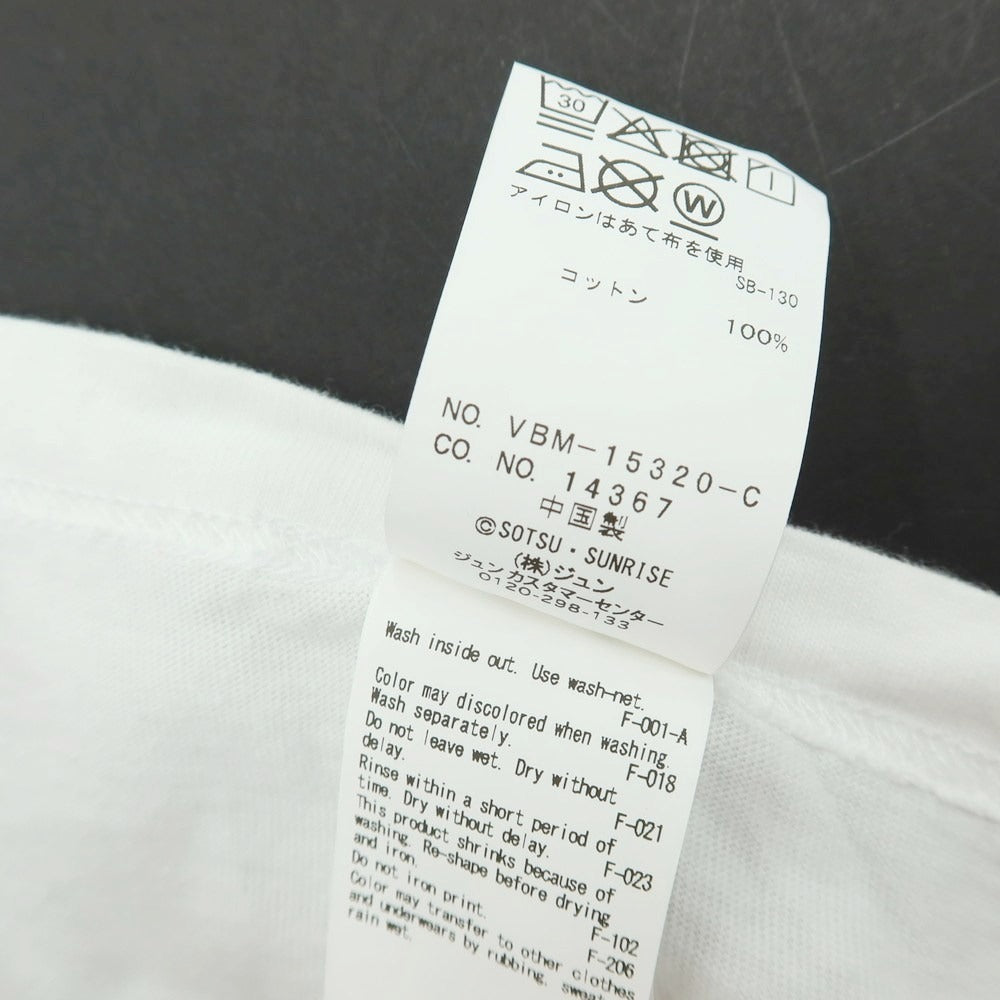 30
W
アイロンはあて布を使用
SB-130
コットン
100%
NO. VBM-15320-C
CO. NO. 14367
中国製
©SOTSU・SUNRISE
(株)ジュン
ジュン カスタマーセンター
0120-298-133
Wash inside out. Use wash-net.
F-001-A
Color may discolored when washing.
Wash separately.
F-018
Do not leave wet. Dry without
delay.
F-021
Rinse within a short period of
time. Dry without delay.
F-023
This product shrinks because of
washing. Re-shape before drying
and iron.
F-102
Do not iron print.
F-206
Color may transfer to other clothes
and underwears by rubbing, sweat
rain wet.